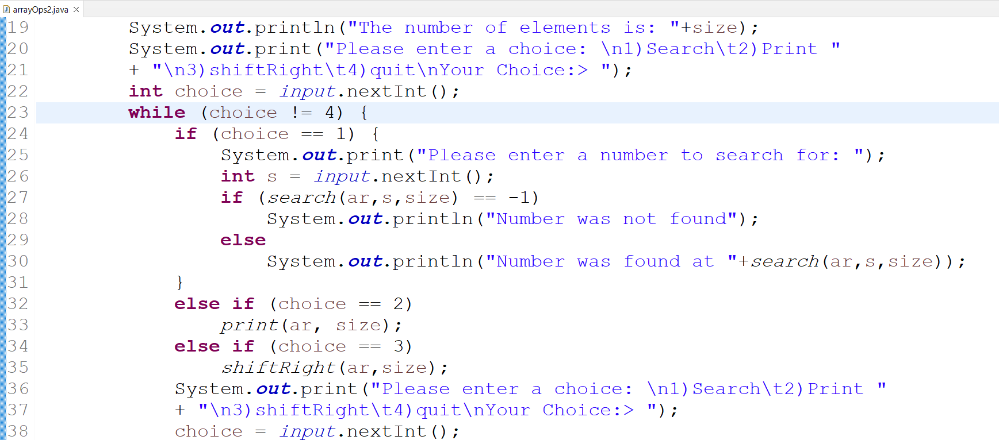 arrayOps2.java
19 System.out.println("The number of elements is: "+size);
20 System.out.print("Please enter a choice: \n1)Search\t2)Print "
21 + "\n3)shiftRight\t4)quit\nYour Choice:> ");
22 int choice = input.nextInt();
23 while (choice != 4) {
24 if (choice == 1) {
25 System.out.print("Please enter a number to search for: ");
26 int s = input.nextInt();
27 if (search(ar,s,size) == -1)
28 System.out.println("Number was not found");
29 else
30 System.out.println("Number was found at "+search(ar,s,size));
31 }
32 else if (choice == 2)
33 print(ar, size);
34 else if (choice == 3)
35 shiftRight(ar,size);
36 System.out.print("Please enter a choice: \n1)Search\t2)Print "
37 + "\n3)shiftRight\t4)quit\nYour Choice:> ");
38 choice = input.nextInt();